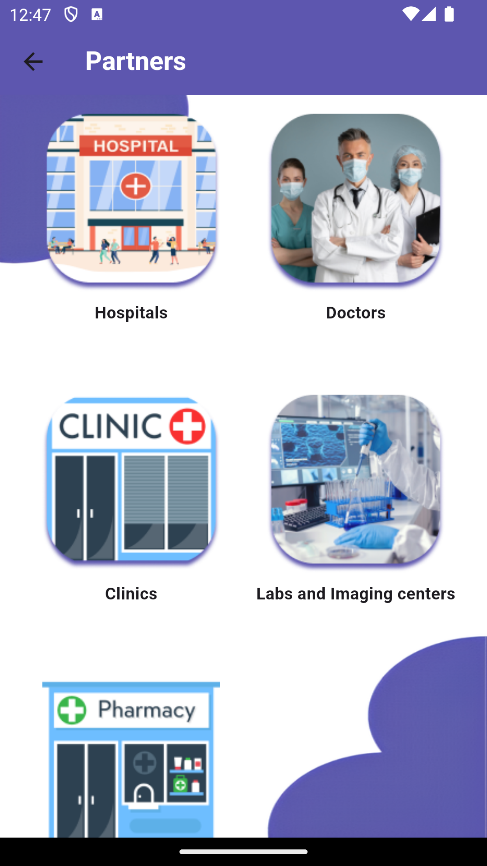 12:47
A
Partners
HOSPITAL
Hospitals
Doctors
CLINIC
Clinics
Labs and Imaging centers
Pharmacy